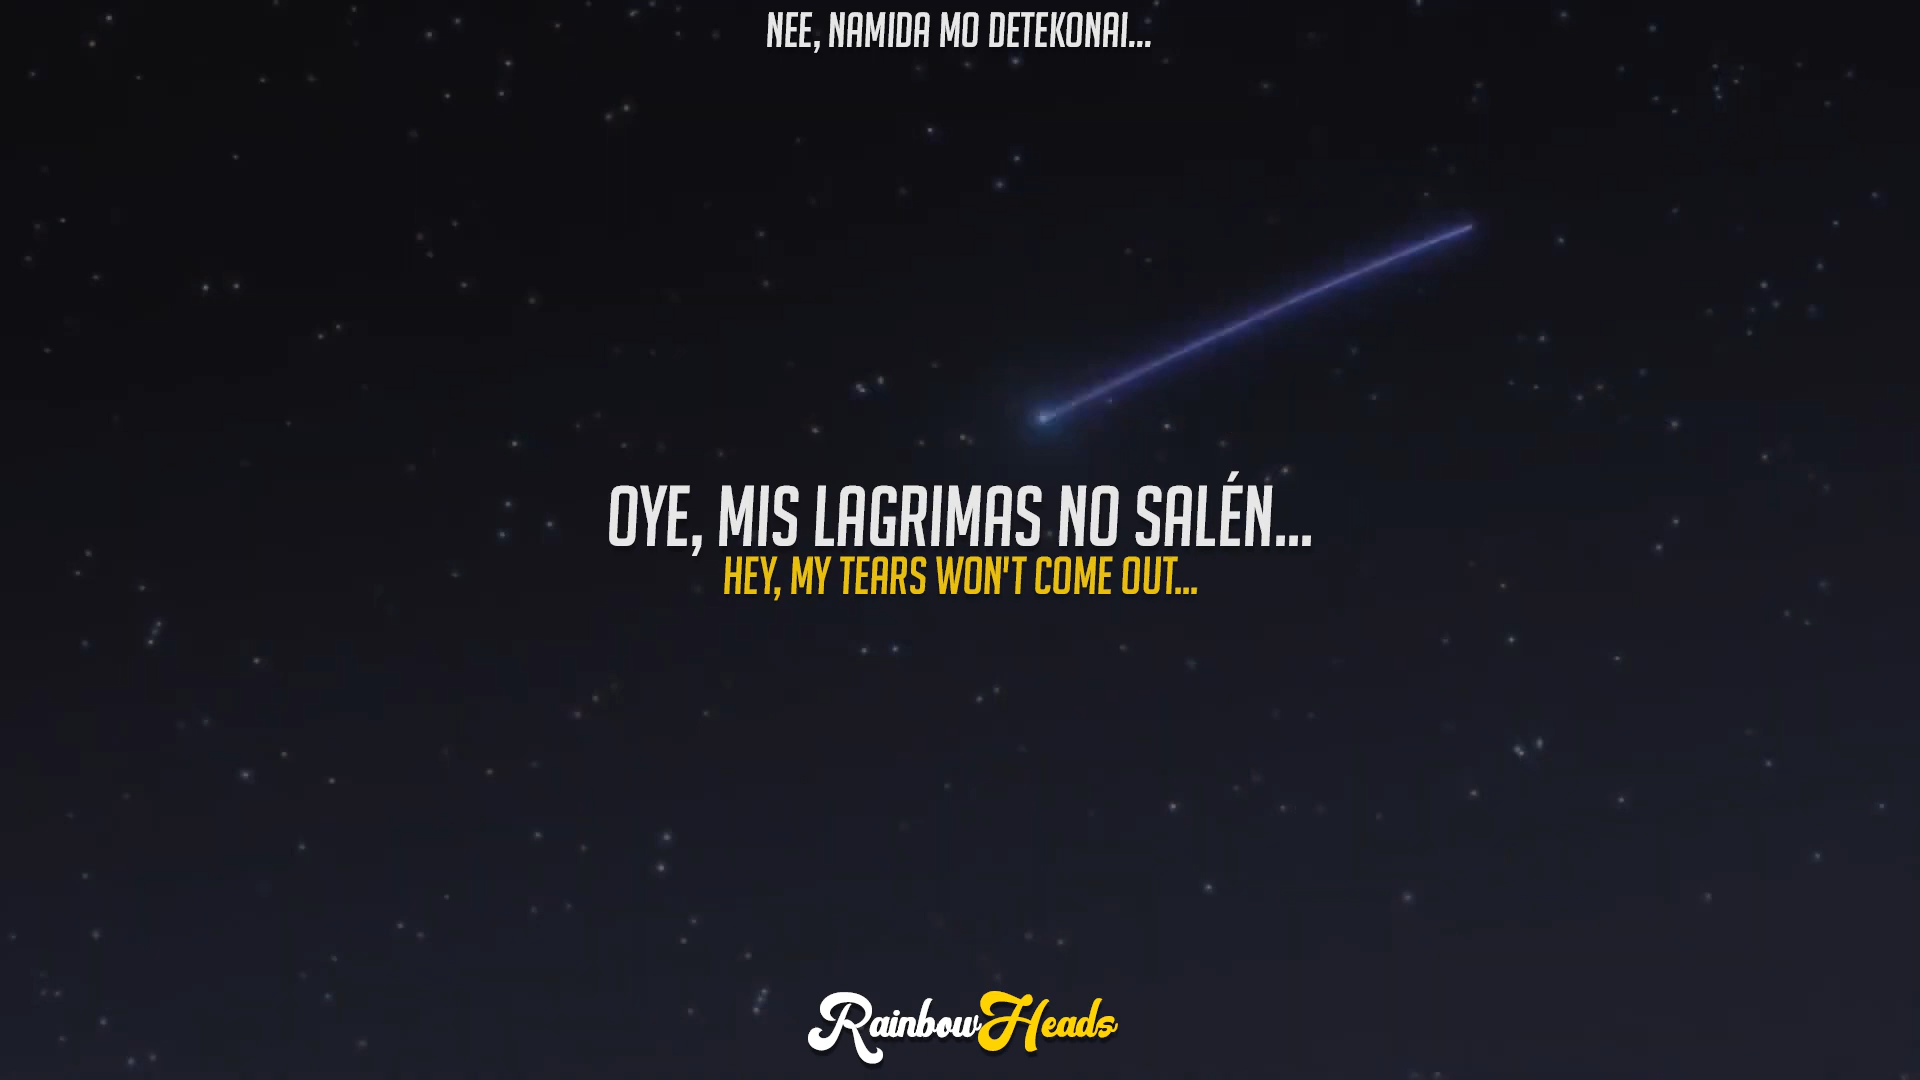 NEE, NAMIDA MO DETEKONAI...
OYE, MIS LAGRIMAS NO SALÉN...
HEY, MY TEARS WON'T COME OUT...
RainbowHeads